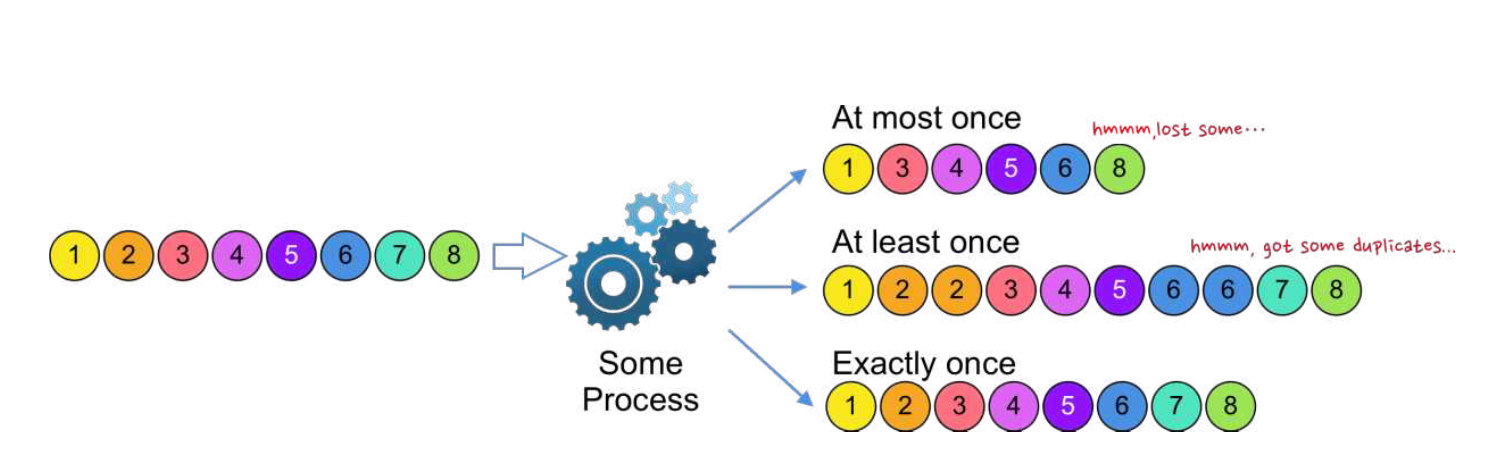 1 2 3 4 5 6 7 8
Some
Process
At most once
hmmm,lost some...
1 3 4 5 6 8
At least once
hmmm, got some duplicates...
1 2 2 3 4 5 6 6 7 8
Exactly once
1 2 3 4 5 6 7 8